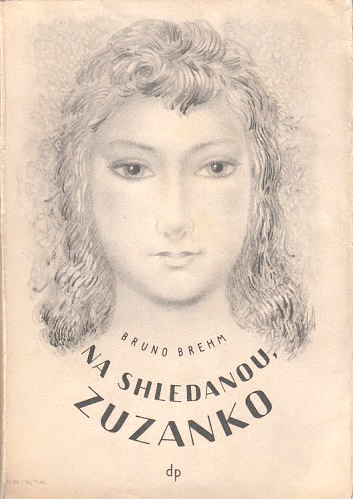 BRUNO BREHM
NA SHLEDANOU,
ZUZANKO
dp